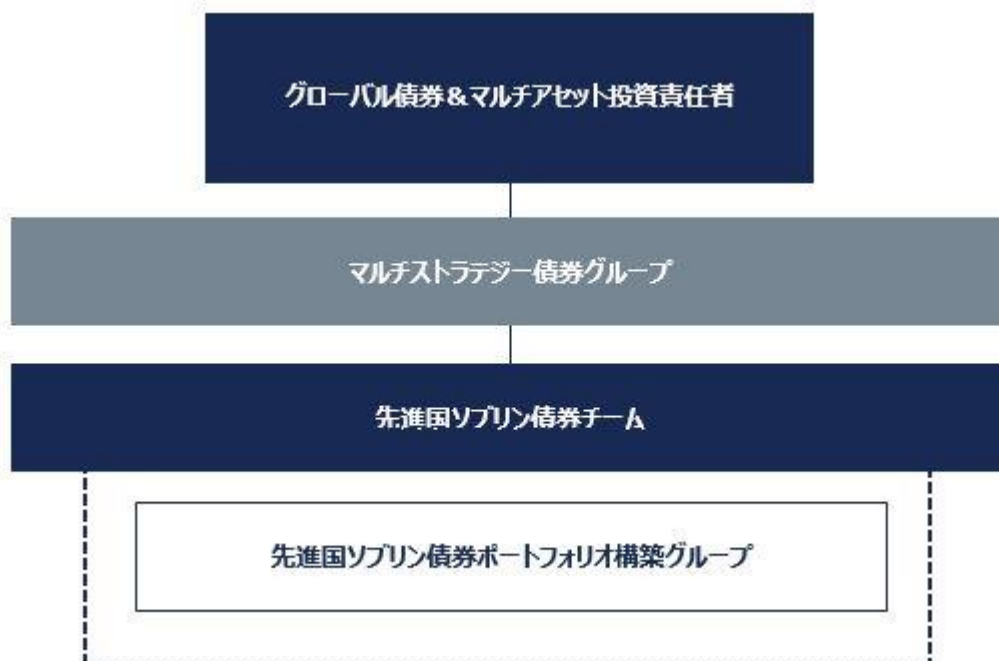 グローバル債券&マルチアセット投資責任者
マルチストラテジー債券グループ
先進国ソブリン債券チーム
先進国ソブリン債券ポートフォリオ構築グループ